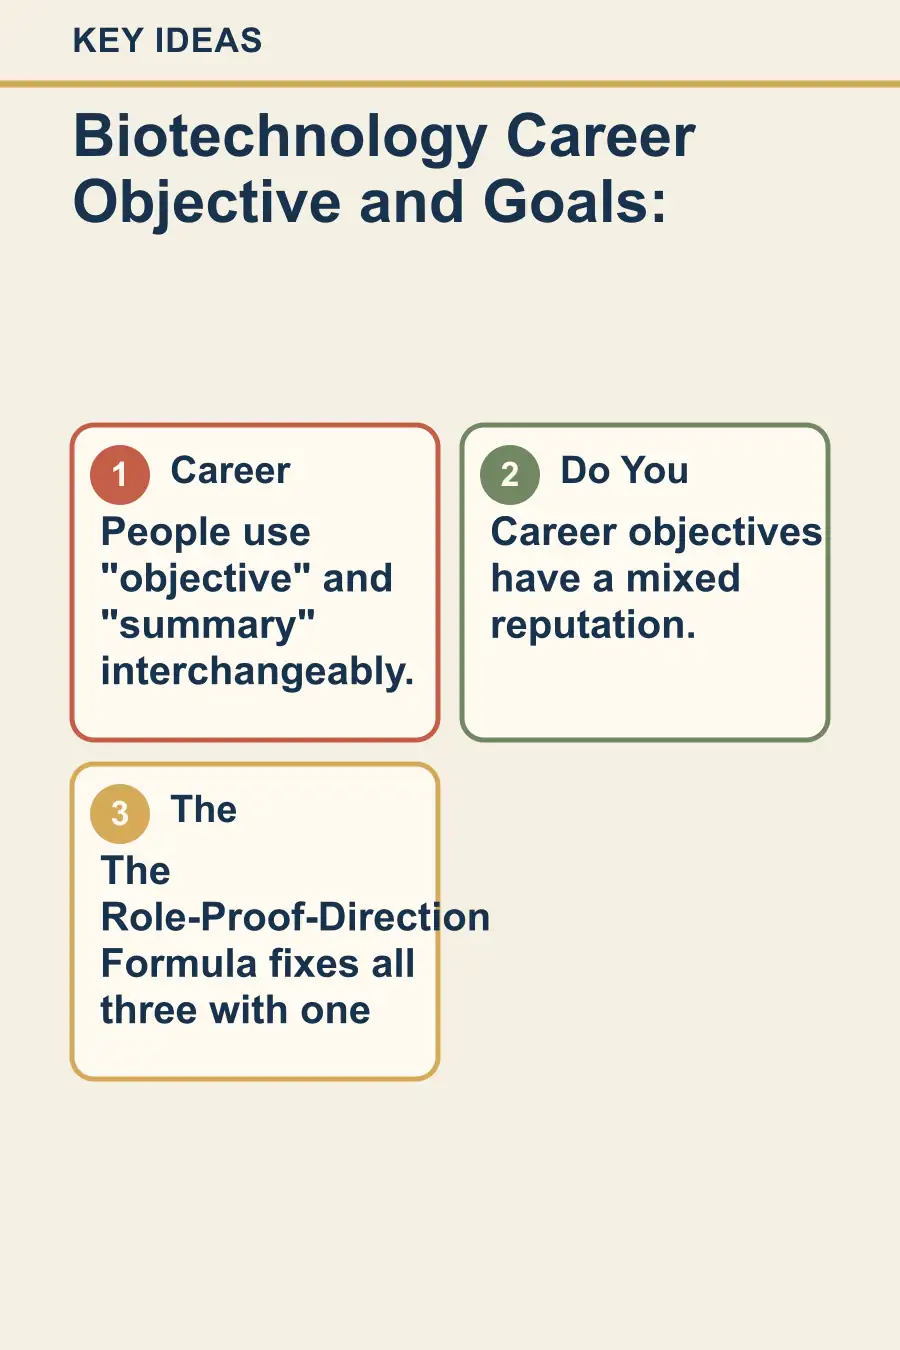 KEY IDEAS
Biotechnology Career
Objective and Goals:
1 Career
People use
"objective" and
"summary"
interchangeably.
2 Do You
Career objectives
have a mixed
reputation.
3 The
The
Role-Proof-Direction
Formula fixes all
three with one